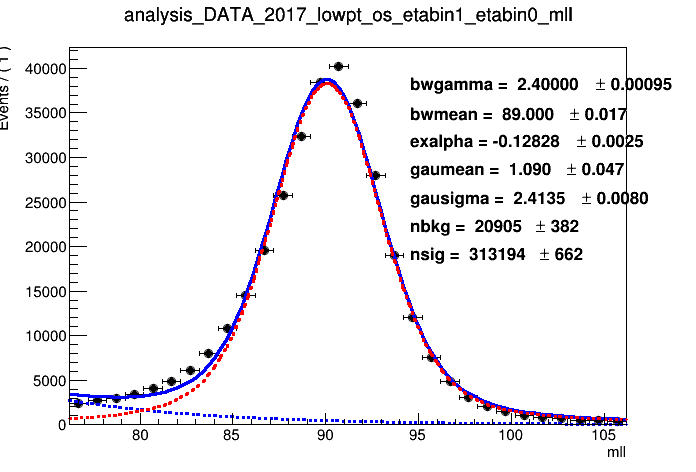 analysis_DATA_2017_lowpt_os_etabin1_etabin0_mll
Events / ( 1 )
40000
35000
30000
25000
20000
15000
10000
5000
0
bwgamma = 2.40000 ± 0.00095
bwmean = 89.000 ± 0.017
exalpha = -0.12828 ± 0.0025
gaumean = 1.090 ± 0.047
gausigma = 2.4135 ± 0.0080
nbkg = 20905 ± 382
nsig = 313194 ± 662
80 85 90 95 100 105
mll